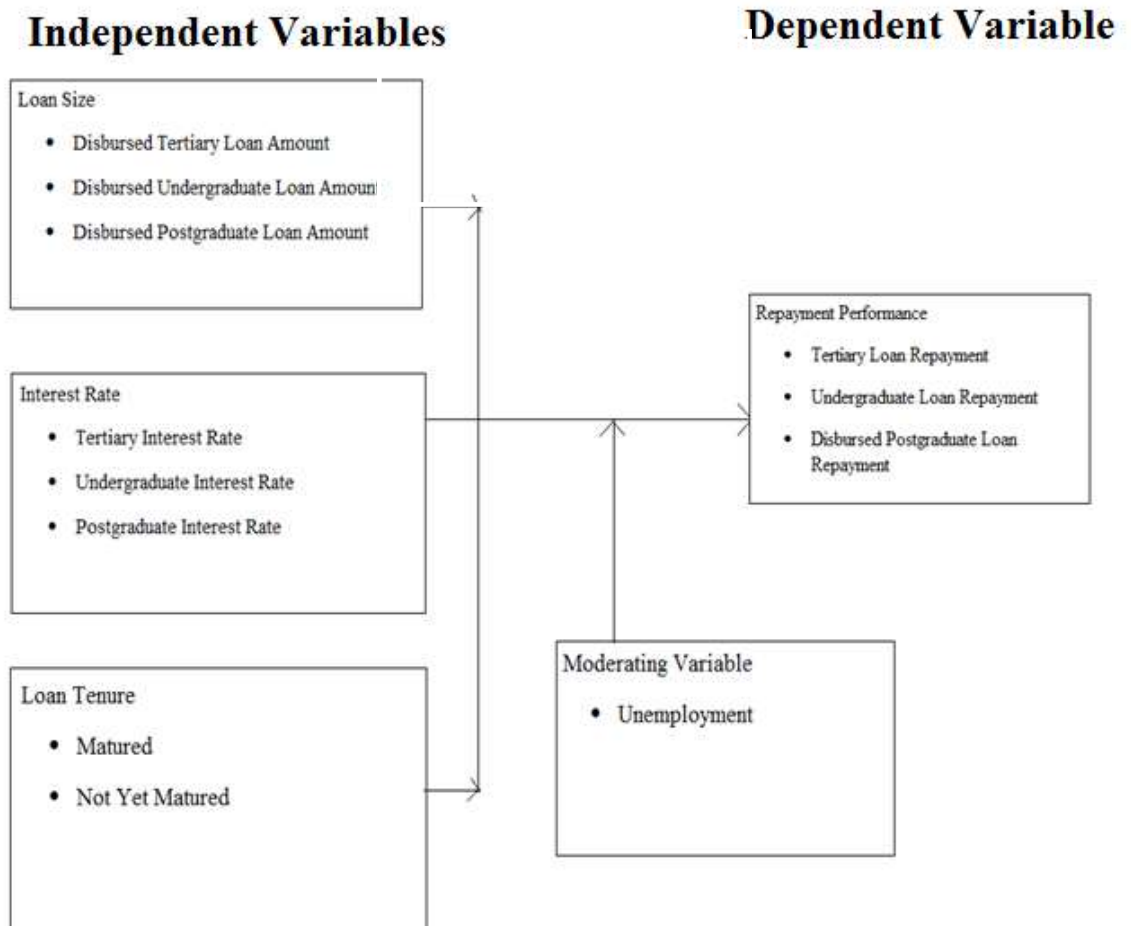 Independent Variables
Dependent Variable
Loan Size
• Disbursed Tertiary Loan Amount
• Disbursed Undergraduate Loan Amount
• Disbursed Postgraduate Loan Amount
Interest Rate
• Tertiary Interest Rate
• Undergraduate Interest Rate
• Postgraduate Interest Rate
Loan Tenure
• Matured
• Not Yet Matured
Moderating Variable
• Unemployment
Repayment Performance
• Tertiary Loan Repayment
• Undergraduate Loan Repayment
• Disbursed Postgraduate Loan
Repayment